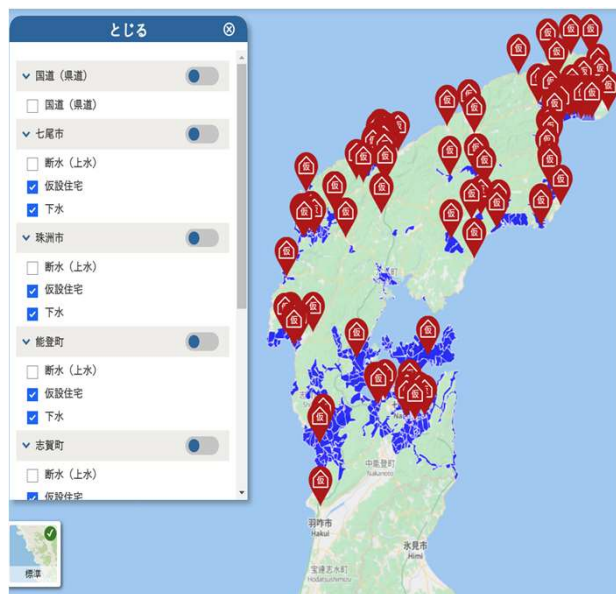 とじる
国道（県道）
国道（県道）
七尾市
断水（上水）
仮設住宅
下水
珠洲市
断水（上水）
仮設住宅
下水
能登町
断水（上水）
仮設住宅
下水
志賀町
断水（上水）
仮設住宅
標準
仮
中能登町
羽咋市
Hakui
氷見市
Himi
宝達志水町
Hodatsushimizu